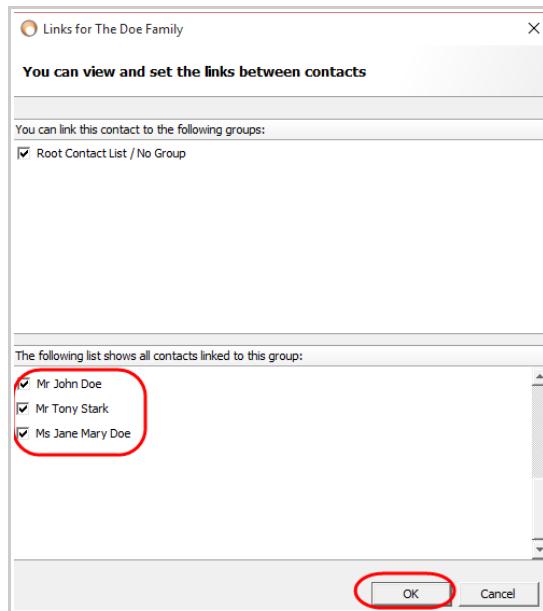 Links for The Doe Family
You can view and set the links between contacts
You can link this contact to the following groups:
Root Contact List / No Group
The following list shows all contacts linked to this group:
Mr John Doe
Mr Tony Stark
Ms Jane Mary Doe
OK Cancel